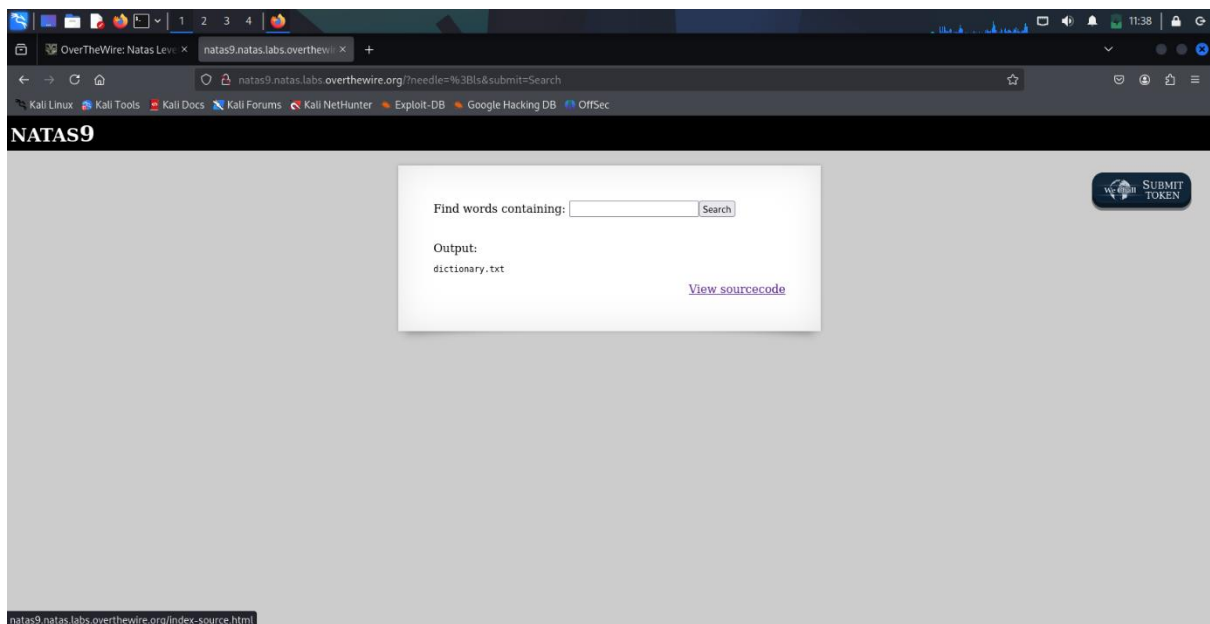 1 2 3 4
11:38
OverTheWire: Natas Leve
natas9.natas.labs.overthewi
natas9.natas.labs.overthewire.org/?needle=%3Bls&submit=Search
Kali Linux Kali Tools Kali Docs Kali Forums Kali NetHunter Exploit-DB Google Hacking DB OffSec
NATAS9
We Chall SUBMIT
TOKEN
Find words containing: Search
Output:
dictionary.txt
View sourcecode
natas9.natas.labs.overthewire.org/index-source.html